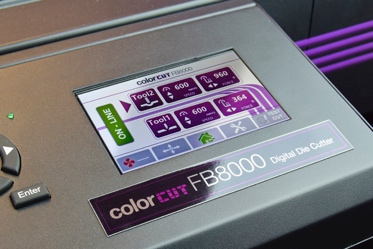 colorcut FB8000
Tool2 600 960
Tool1 600 364
ON - LINE
Enter
colorcut FB8000 Digital Die Cutter